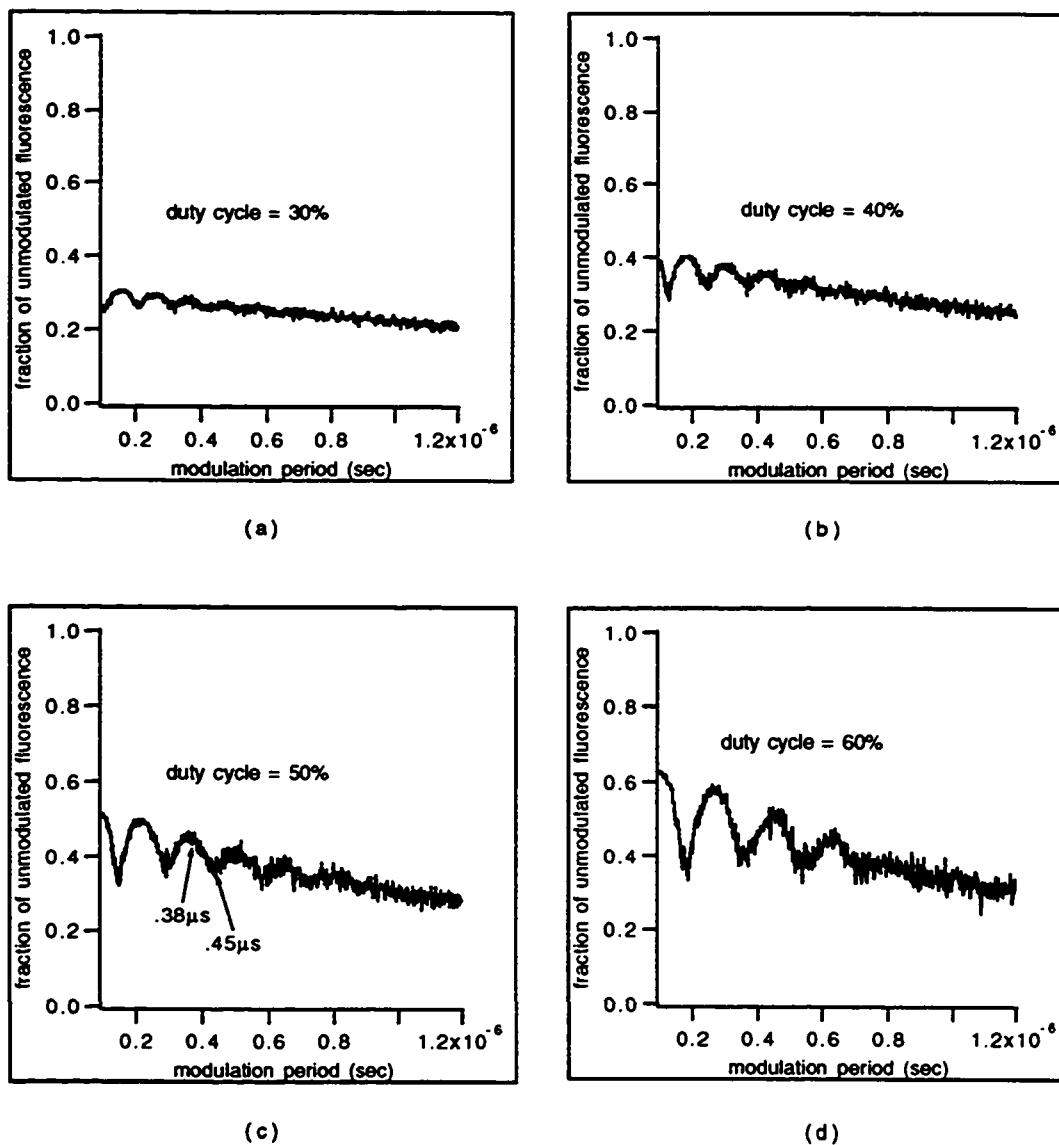 fraction of unmodulated fluorescence
1.0
0.8
0.6
0.4
0.2
0.0
duty cycle = 30%
0.2 0.4 0.6 0.8 1.2x10-6
modulation period (sec)
(a)
fraction of unmodulated fluorescence
1.0
0.8
0.6
0.4
0.2
0.0
duty cycle = 40%
0.2 0.4 0.6 0.8 1.2x10-6
modulation period (sec)
(b)
fraction of unmodulated fluorescence
1.0
0.8
0.6
0.4
0.2
0.0
duty cycle = 50%
.38µs
.45µs
0.2 0.4 0.6 0.8 1.2x10-6
modulation period (sec)
(c)
fraction of unmodulated fluorescence
1.0
0.8
0.6
0.4
0.2
0.0
duty cycle = 60%
0.2 0.4 0.6 0.8 1.2x10-6
modulation period (sec)
(d)